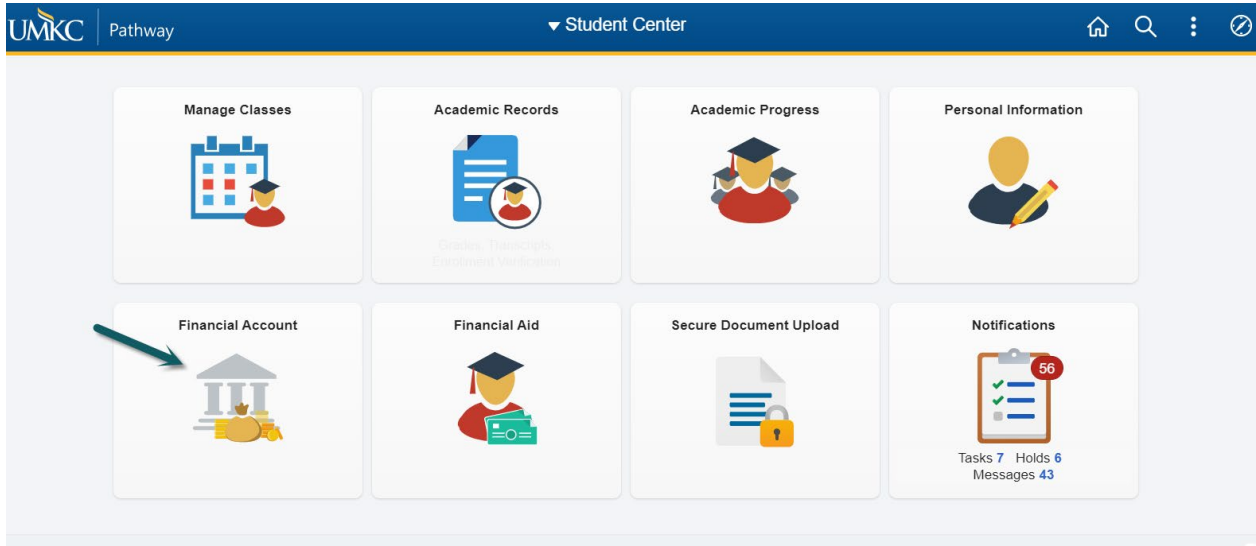 UMKC Pathway
Student Center
Manage Classes
Academic Records
Academic Progress
Personal Information
Grades, Transcripts,
Enrollment Verification
Financial Account
Financial Aid
Secure Document Upload
Notifications
56
Tasks 7 Holds 6
Messages 43